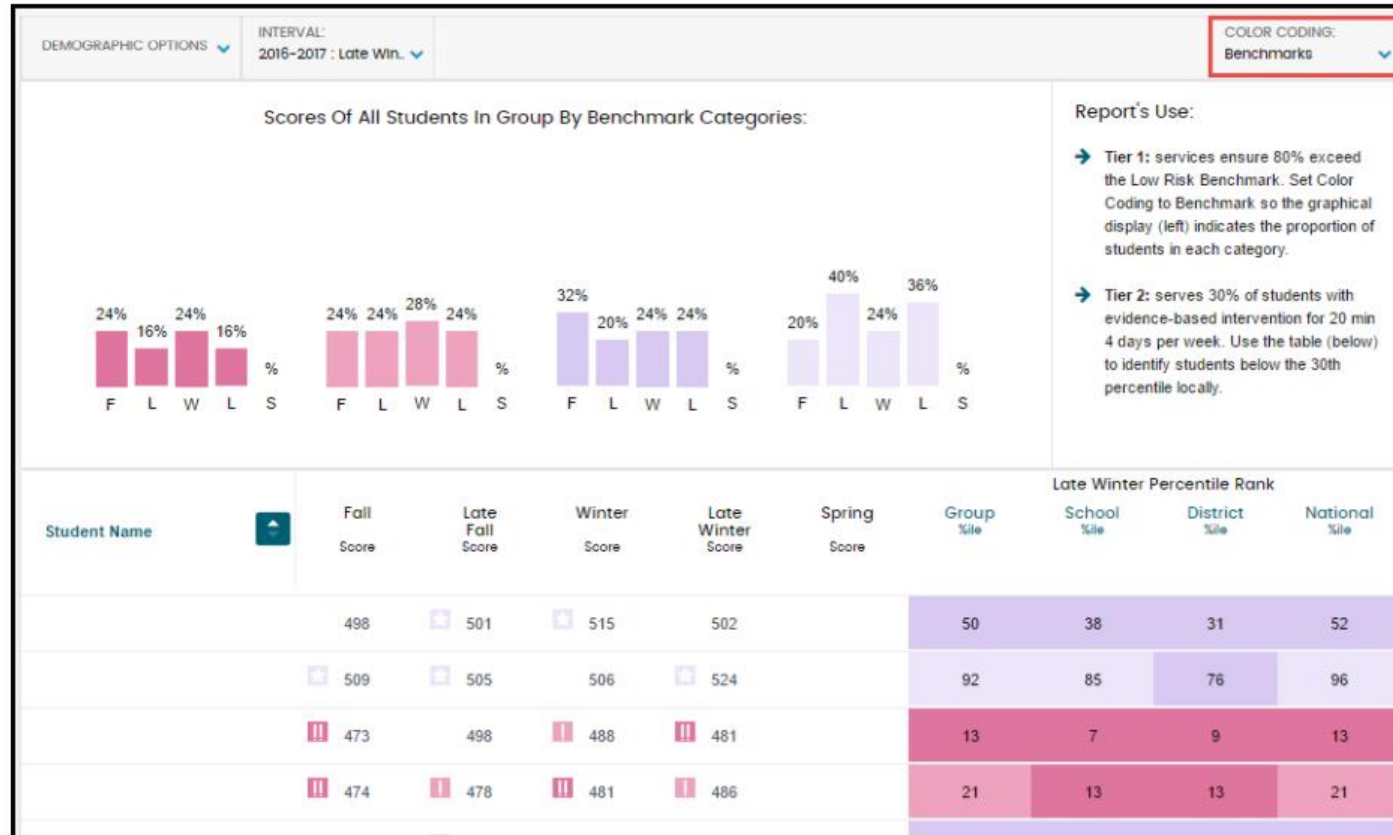 DEMOGRAPHIC OPTIONS
INTERVAL:
2016-2017 : Late Win..
COLOR CODING:
Benchmarks
Scores Of All Students In Group By Benchmark Categories:
24% 16% 24% 16% %
F L W L S
24% 24% 28% 24% %
F L W L S
32% 20% 24% 24% %
F L W L S
20% 40% 24% 36% %
F L W L S
Report's Use:
Tier 1: services ensure 80% exceed
the Low Risk Benchmark. Set Color
Coding to Benchmark so the graphical
display (left) indicates the proportion of
students in each category.
Tier 2: serves 30% of students with
evidence-based intervention for 20 min
4 days per week. Use the table (below)
to identify students below the 30th
percentile locally.
Late Winter Percentile Rank
Student Name
Fall
Score
Late
Fall
Score
Winter
Score
Late
Winter
Score
Spring
Score
Group
%ile
School
%ile
District
%ile
National
%ile
498 501 515 502 50 38 31 52
509 505 506 524 92 85 76 96
!! 473 498 ! 488 !! 481 13 7 9 13
!! 474 ! 478 !! 481 ! 486 21 13 13 21